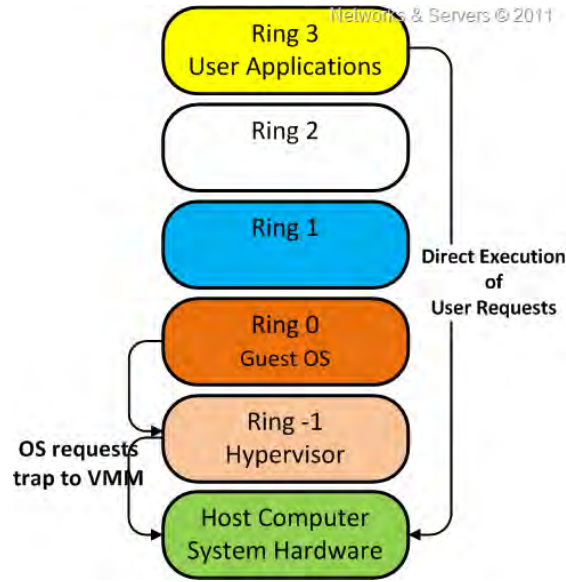 Networks & Servers © 2011
Ring 3
User Applications
Ring 2
Ring 1
Direct Execution
of
User Requests
Ring 0
Guest OS
Ring -1
Hypervisor
OS requests
trap to VMM
Host Computer
System Hardware